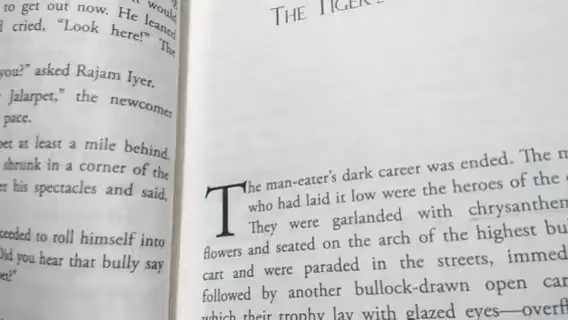 would
to get out now. He leaned
cried, "Look here!" The
you?" asked Rajam Iyer.
Jalarpet," the newcomer
pace.
at least a mile behind.
shrunk in a corner of the
his spectacles and said,
to roll himself into
Did you hear that bully say
THE TIGER'S
The man-eater's dark career was ended. The
who had laid it low were the heroes of the
They were garlanded with
flowers and seated on the arch of the highest
cart and were paraded in the streets,
followed by another bullock-drawn open
which their trophy lay with glazed eyes—